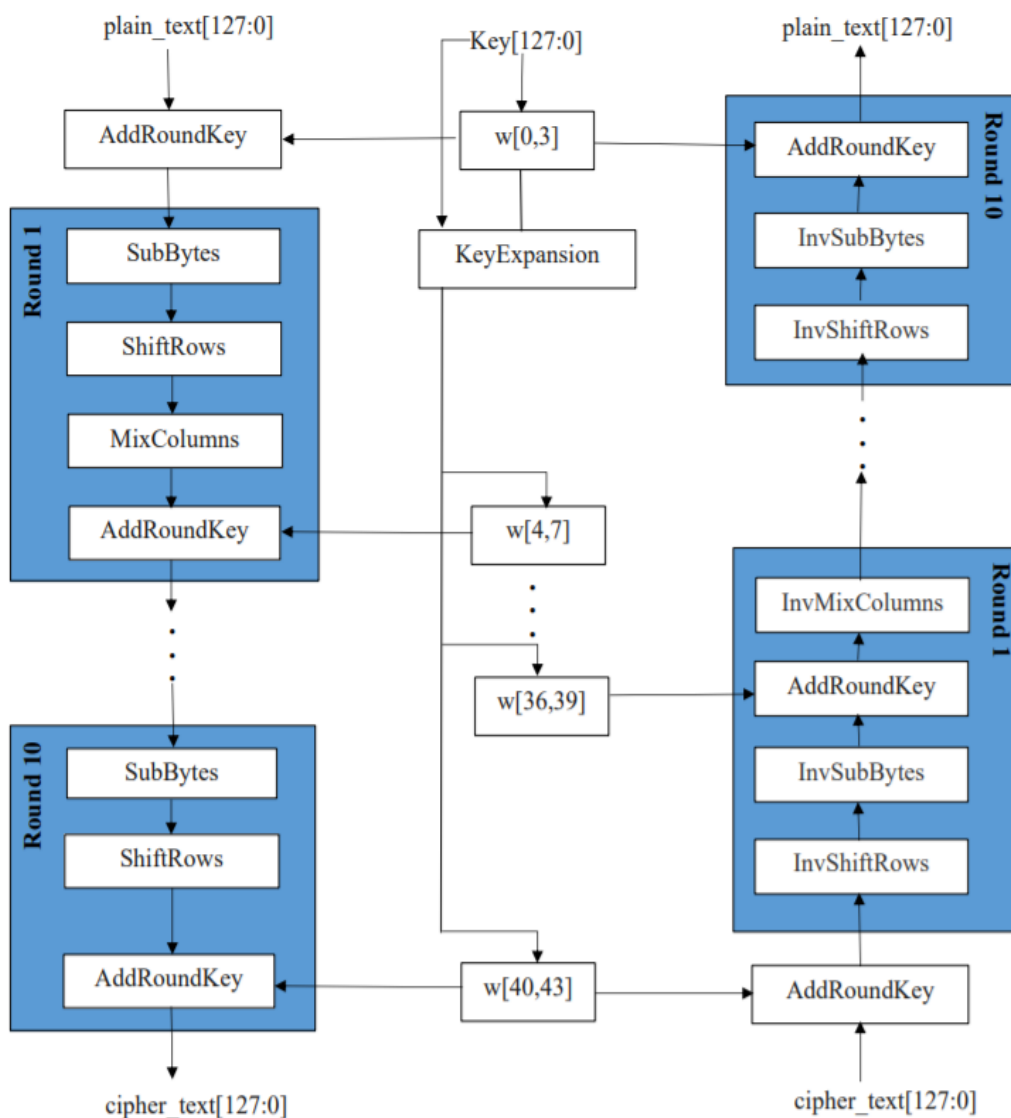 plain_text[127:0]
Key[127:0]
plain_text[127:0]
AddRoundKey
w[0,3]
AddRoundKey
Round 10
Round 1
SubBytes
KeyExpansion
InvSubBytes
ShiftRows
InvShiftRows
MixColumns
AddRoundKey
w[4,7]
InvMixColumns
Round 1
w[36,39]
AddRoundKey
Round 10
SubBytes
InvSubBytes
ShiftRows
InvShiftRows
AddRoundKey
w[40,43]
AddRoundKey
cipher_text[127:0]
cipher_text[127:0]